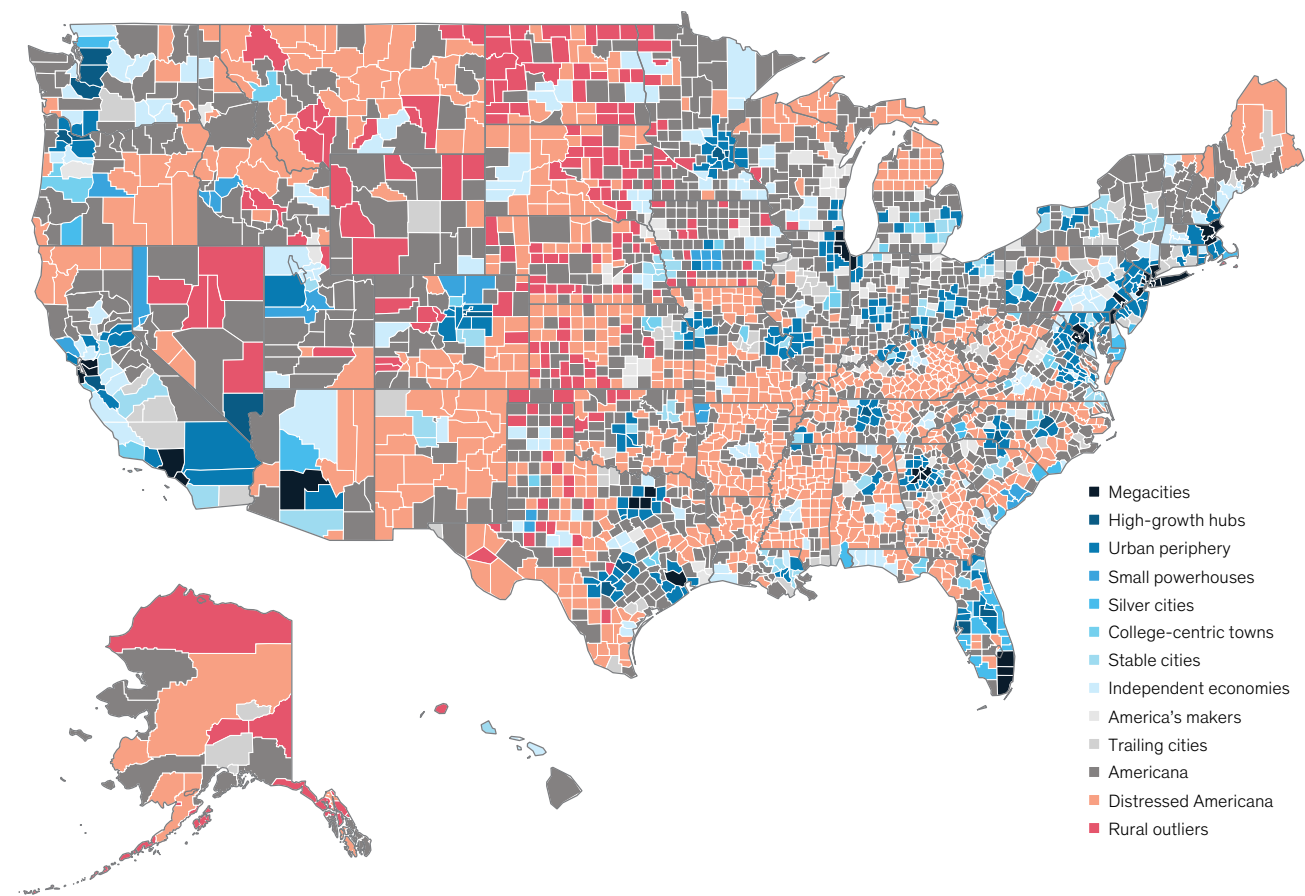 Megacities
High-growth hubs
Urban periphery
Small powerhouses
Silver cities
College-centric towns
Stable cities
Independent economies
America’s makers
Trailing cities
Americana
Distressed Americana
Rural outliers